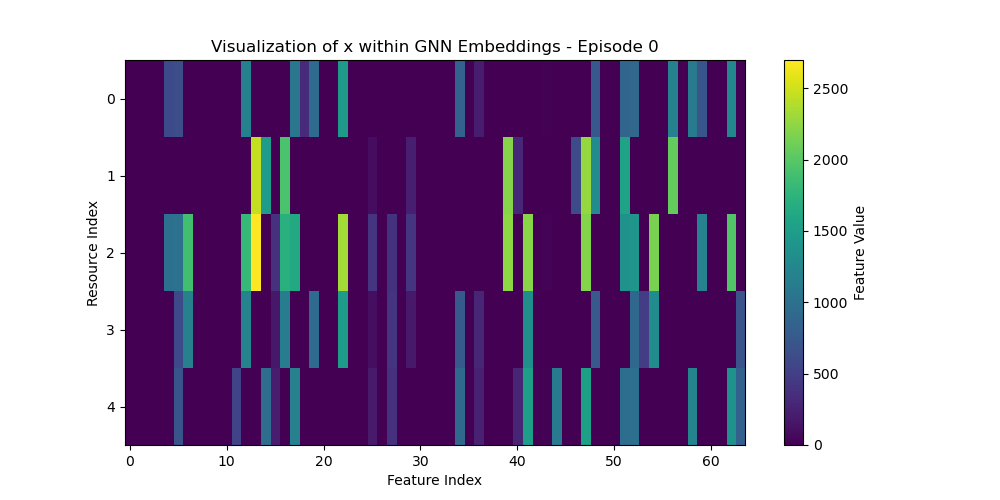 Visualization of x within GNN Embeddings - Episode 0
Resource Index
0
1
2
3
4
0 10 20 30 40 50 60
Feature Index
2500
2000
1500
1000
500
0
Feature Value